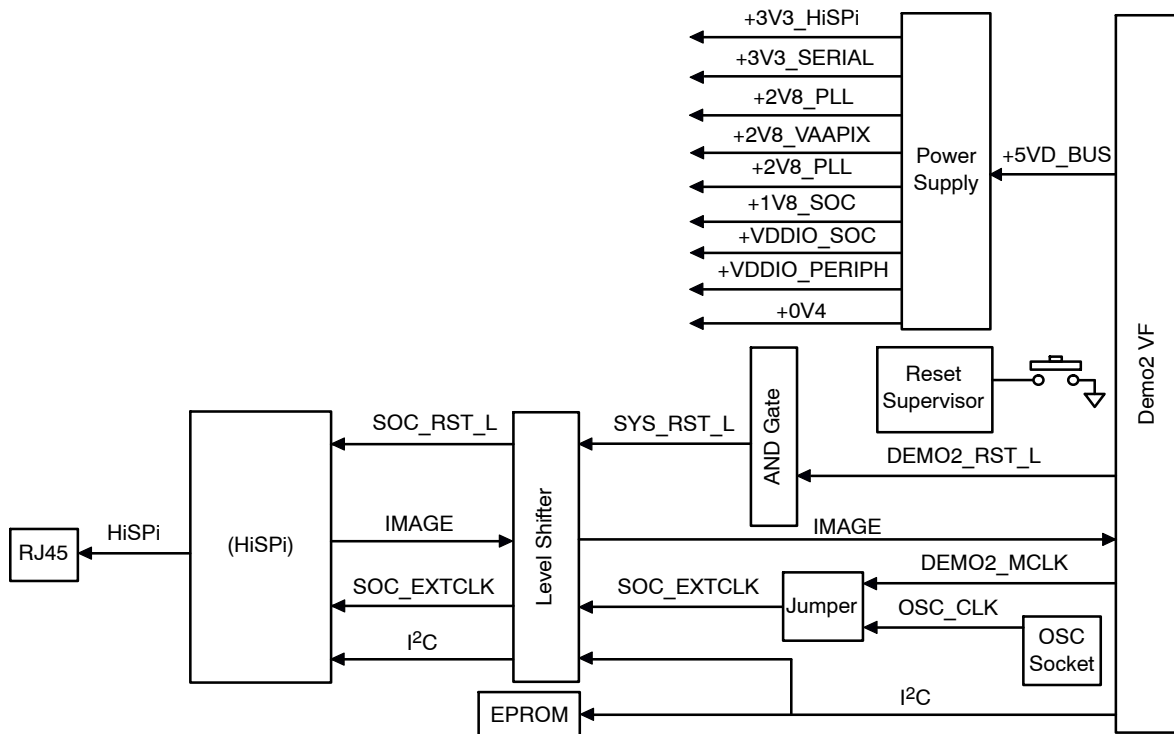 +3V3_HiSPi
+3V3_SERIAL
+2V8_PLL
+2V8_VAAPIX
+2V8_PLL
+1V8_SOC
+VDDIO_SOC
+VDDIO_PERIPH
+0V4
Power
Supply
+5VD_BUS
Demo2 VF
Reset
Supervisor
AND Gate
SOC_RST_L
SYS_RST_L
DEMO2_RST_L
RJ45
HiSPi
(HiSPi)
IMAGE
Level Shifter
IMAGE
DEMO2_MCLK
SOC_EXTCLK
SOC_EXTCLK
Jumper
OSC_CLK
OSC
Socket
I²C
EPROM
I²C